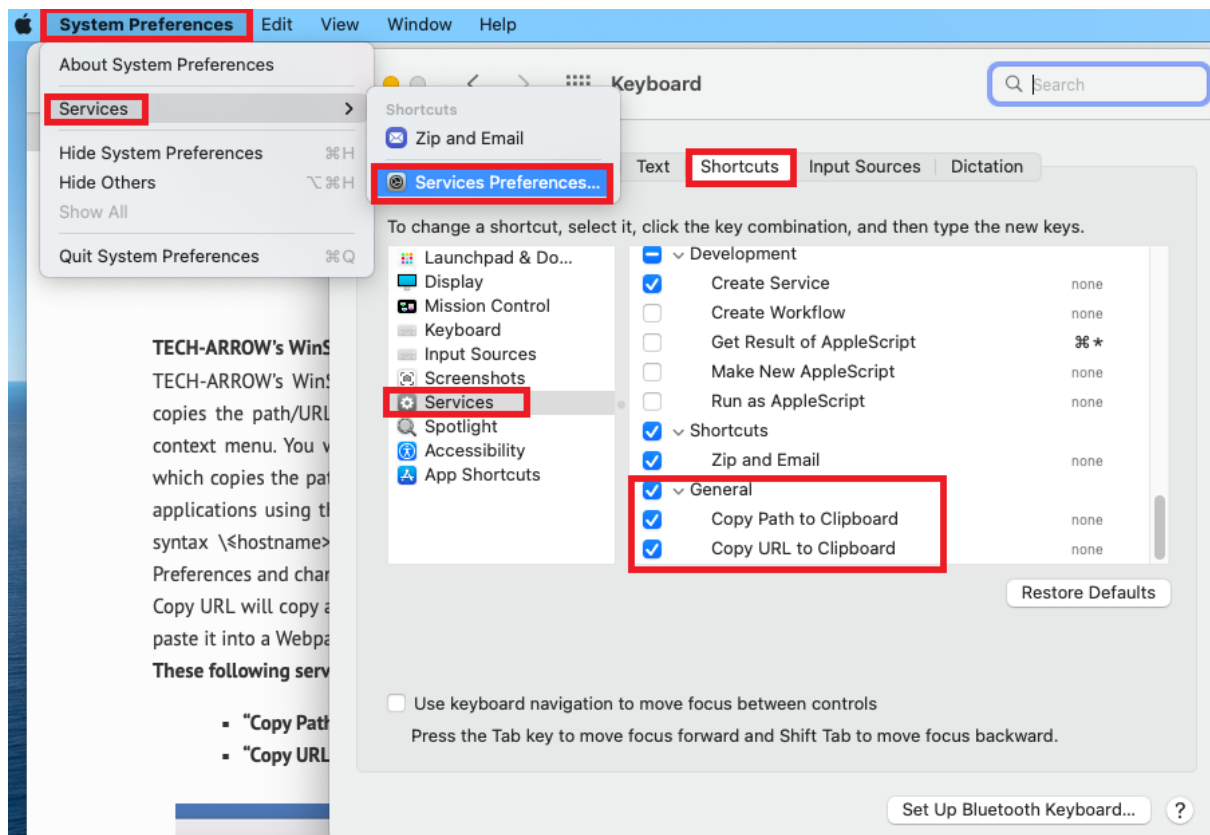 System Preferences Edit View Window Help
About System Preferences
Services
Hide System Preferences ⌘H
Hide Others ⌥⌘H
Show All
Quit System Preferences ⌘Q
Shortcuts
Zip and Email
Services Preferences...
Keyboard
Search
Text Shortcuts Input Sources Dictation
To change a shortcut, select it, click the key combination, and then type the new keys.
Launchpad & Do...
Display
Mission Control
Keyboard
Input Sources
Screenshots
Services
Spotlight
Accessibility
App Shortcuts
Development
Create Service none
Create Workflow none
Get Result of AppleScript ⌘*
Make New AppleScript none
Run as AppleScript none
Shortcuts
Zip and Email none
General
Copy Path to Clipboard none
Copy URL to Clipboard none
Restore Defaults
Use keyboard navigation to move focus between controls
Press the Tab key to move focus forward and Shift Tab to move focus backward.
Set Up Bluetooth Keyboard... ?
TECH-ARROW's
TECH-ARROW's
copies the path/URL
context menu. You
which copies the
applications using
syntax \<hostname>
Preferences and
Copy URL will copy
paste it into a
These following
▪ “Copy Path
▪ “Copy URL